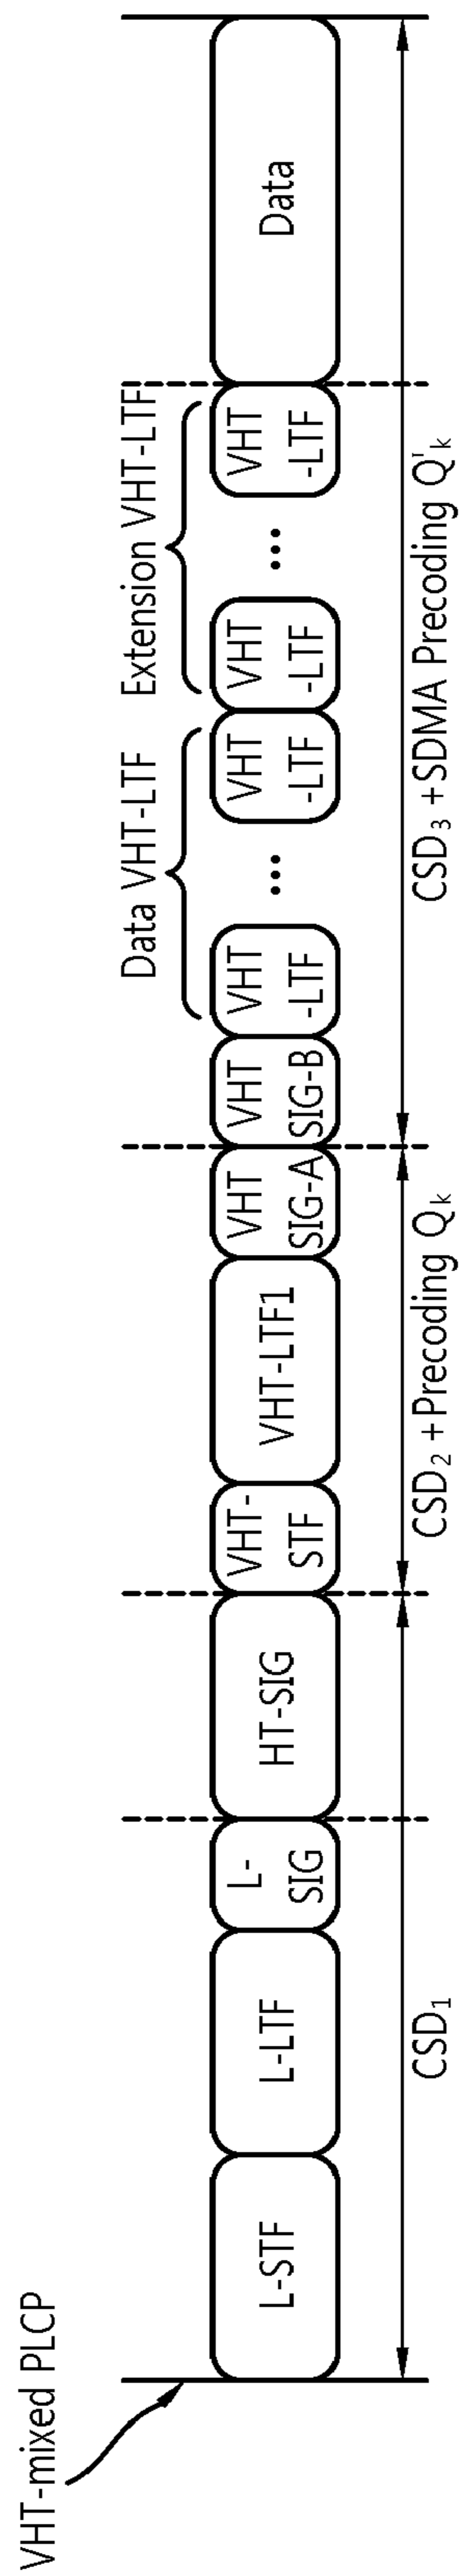 VHT-mixed PLCP
Data VHT-LTF
Extension VHT-LTF
L-STF
L-LTF
L-
SIG
HT-SIG
VHT-
STF
VHT-LTF1
VHT
SIG-A
VHT
SIG-B
VHT
-LTF
...
VHT
-LTF
VHT
-LTF
...
VHT
-LTF
Data
CSD₁
CSD₂ +Precoding Qₖ
CSD₃ +SDMA Precoding Q'ₖ